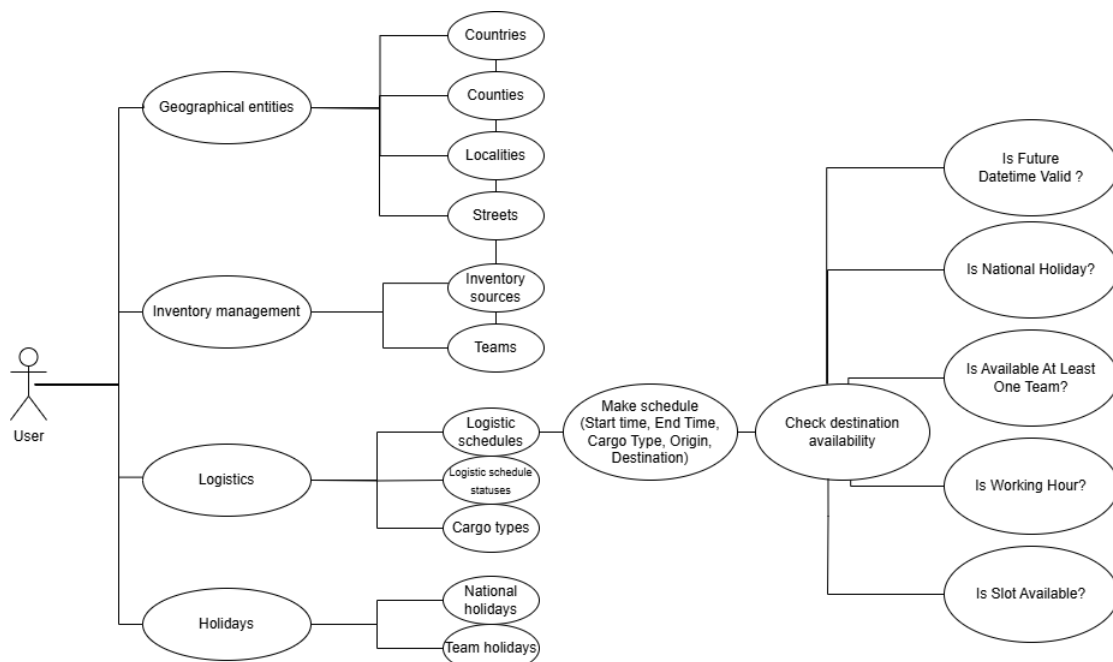 Countries
Counties
Geographical entities
Localities
Streets
Is Future
Datetime Valid ?
Is National Holiday?
Inventory management
Inventory
sources
Teams
Is Available At Least
One Team?
User
Logistics
Logistic
schedules
Logistic schedule
statuses
Cargo types
Make schedule
(Start time, End Time,
Cargo Type, Origin,
Destination)
Check destination
availability
Is Working Hour?
Is Slot Available?
Holidays
National
holidays
Team holidays